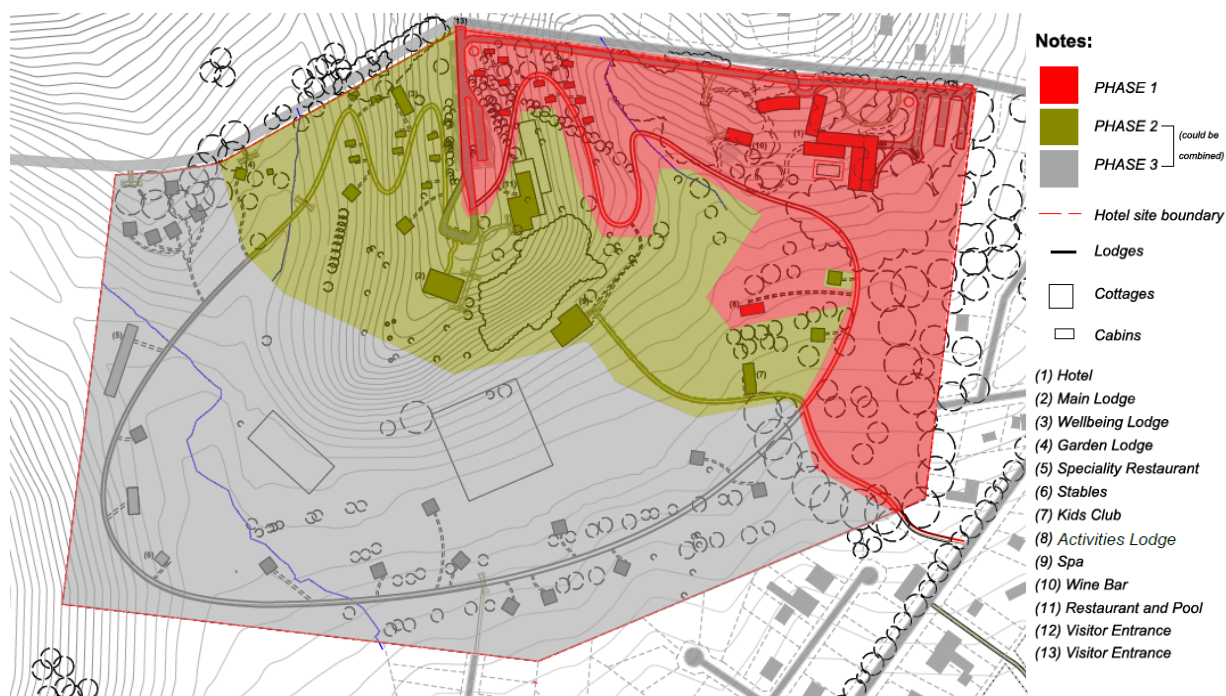 (13)
(12)
(3)
(1)
(10)
(4)
(11)
(2)
(8)
(9)
(5)
(7)
(6)
Notes:
PHASE 1
PHASE 2
(could be
combined)
PHASE 3
Hotel site boundary
Lodges
Cottages
Cabins
(1) Hotel
(2) Main Lodge
(3) Wellbeing Lodge
(4) Garden Lodge
(5) Speciality Restaurant
(6) Stables
(7) Kids Club
(8) Activities Lodge
(9) Spa
(10) Wine Bar
(11) Restaurant and Pool
(12) Visitor Entrance
(13) Visitor Entrance